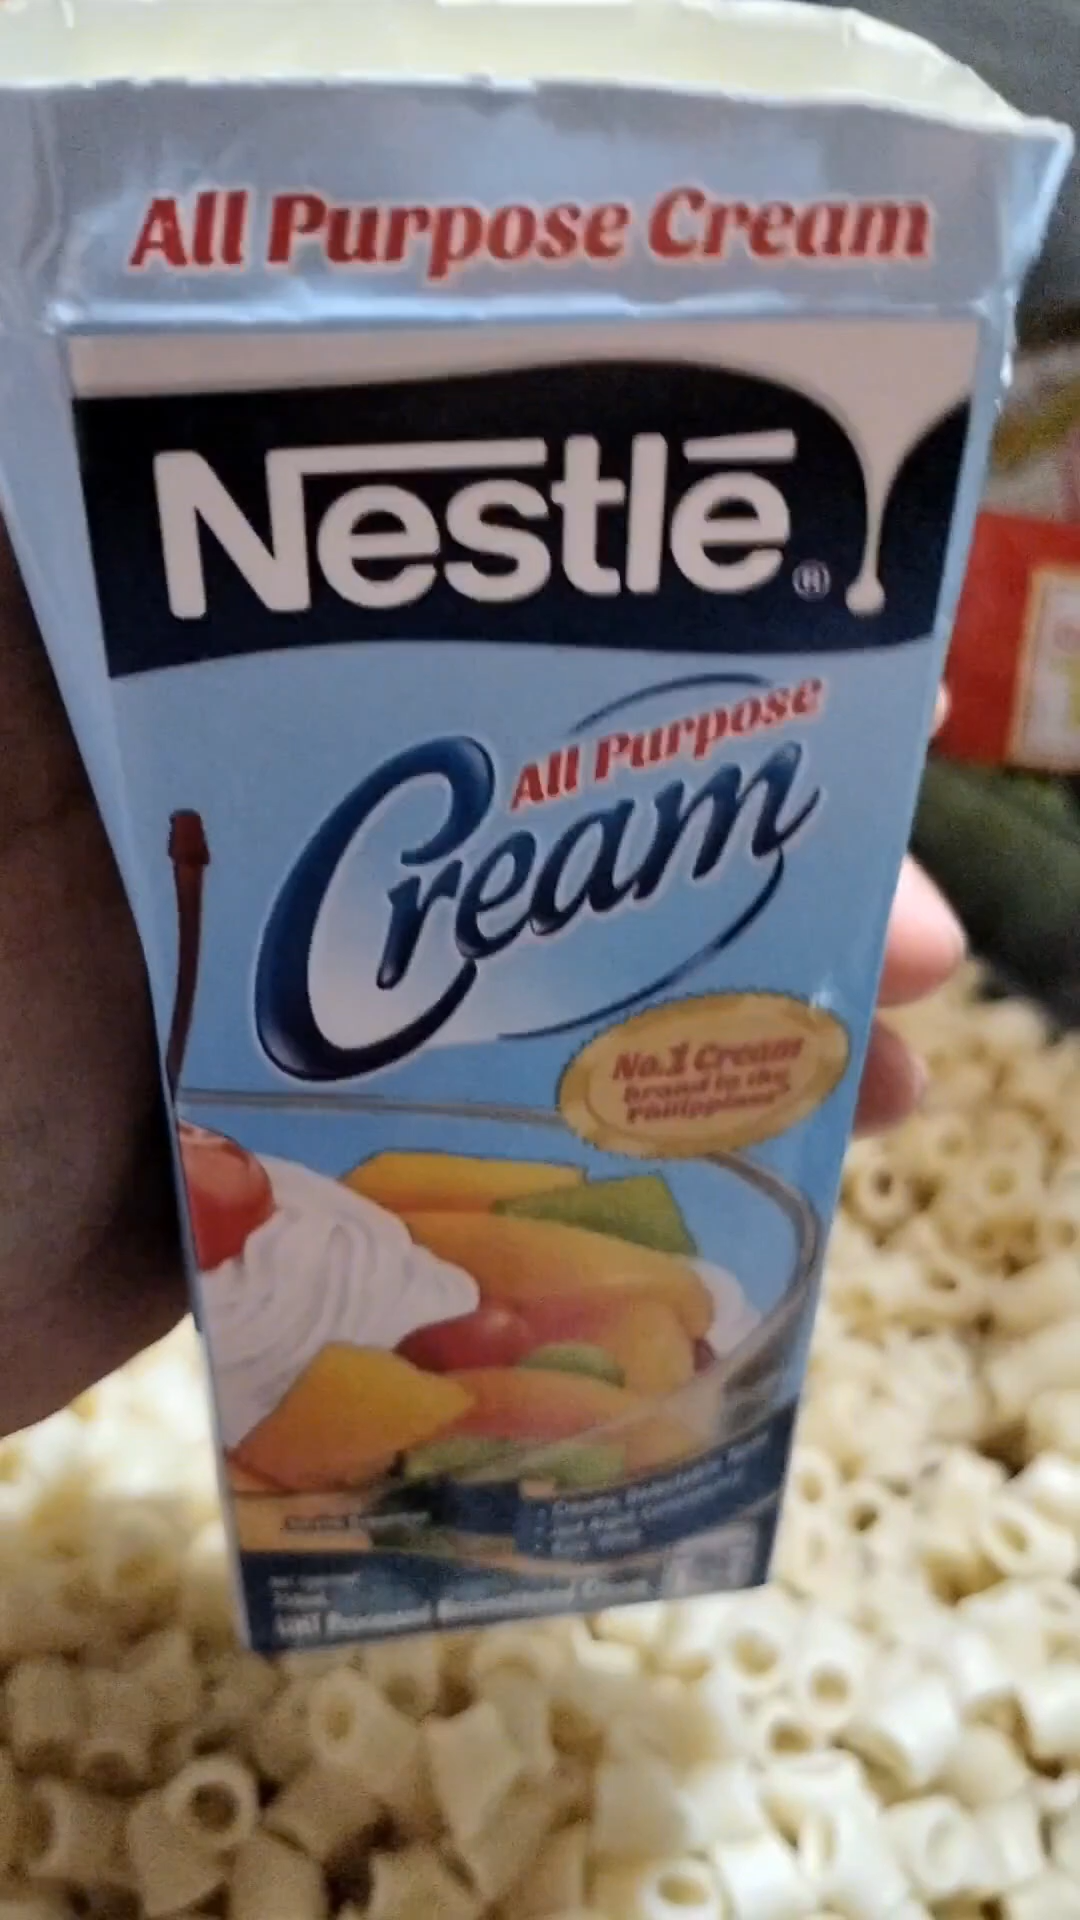 All Purpose Cream
Nestlé®
All Purpose
Cream
No.1 Cream
brand in the
Philippines